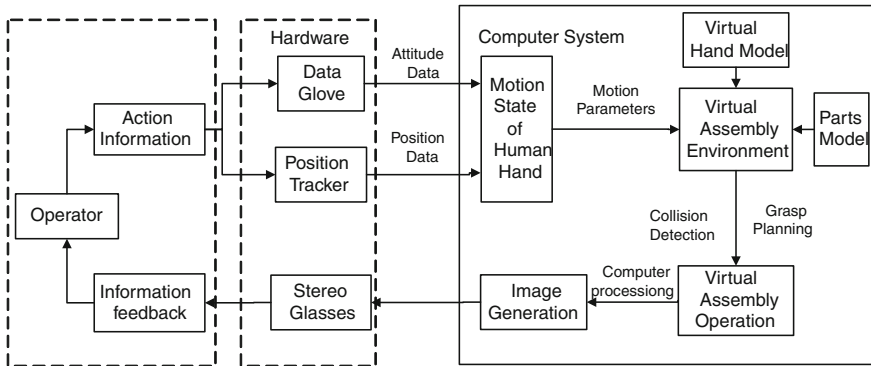 Hardware
Computer System
Virtual
Hand Model
Data
Glove
Attitude
Data
Motion
State
of
Human
Hand
Motion
Parameters
Virtual
Assembly
Environment
Parts
Model
Action
Information
Position
Tracker
Position
Data
Operator
Collision
Detection
Grasp
Planning
Information
feedback
Stereo
Glasses
Image
Generation
Computer
processiong
Virtual
Assembly
Operation